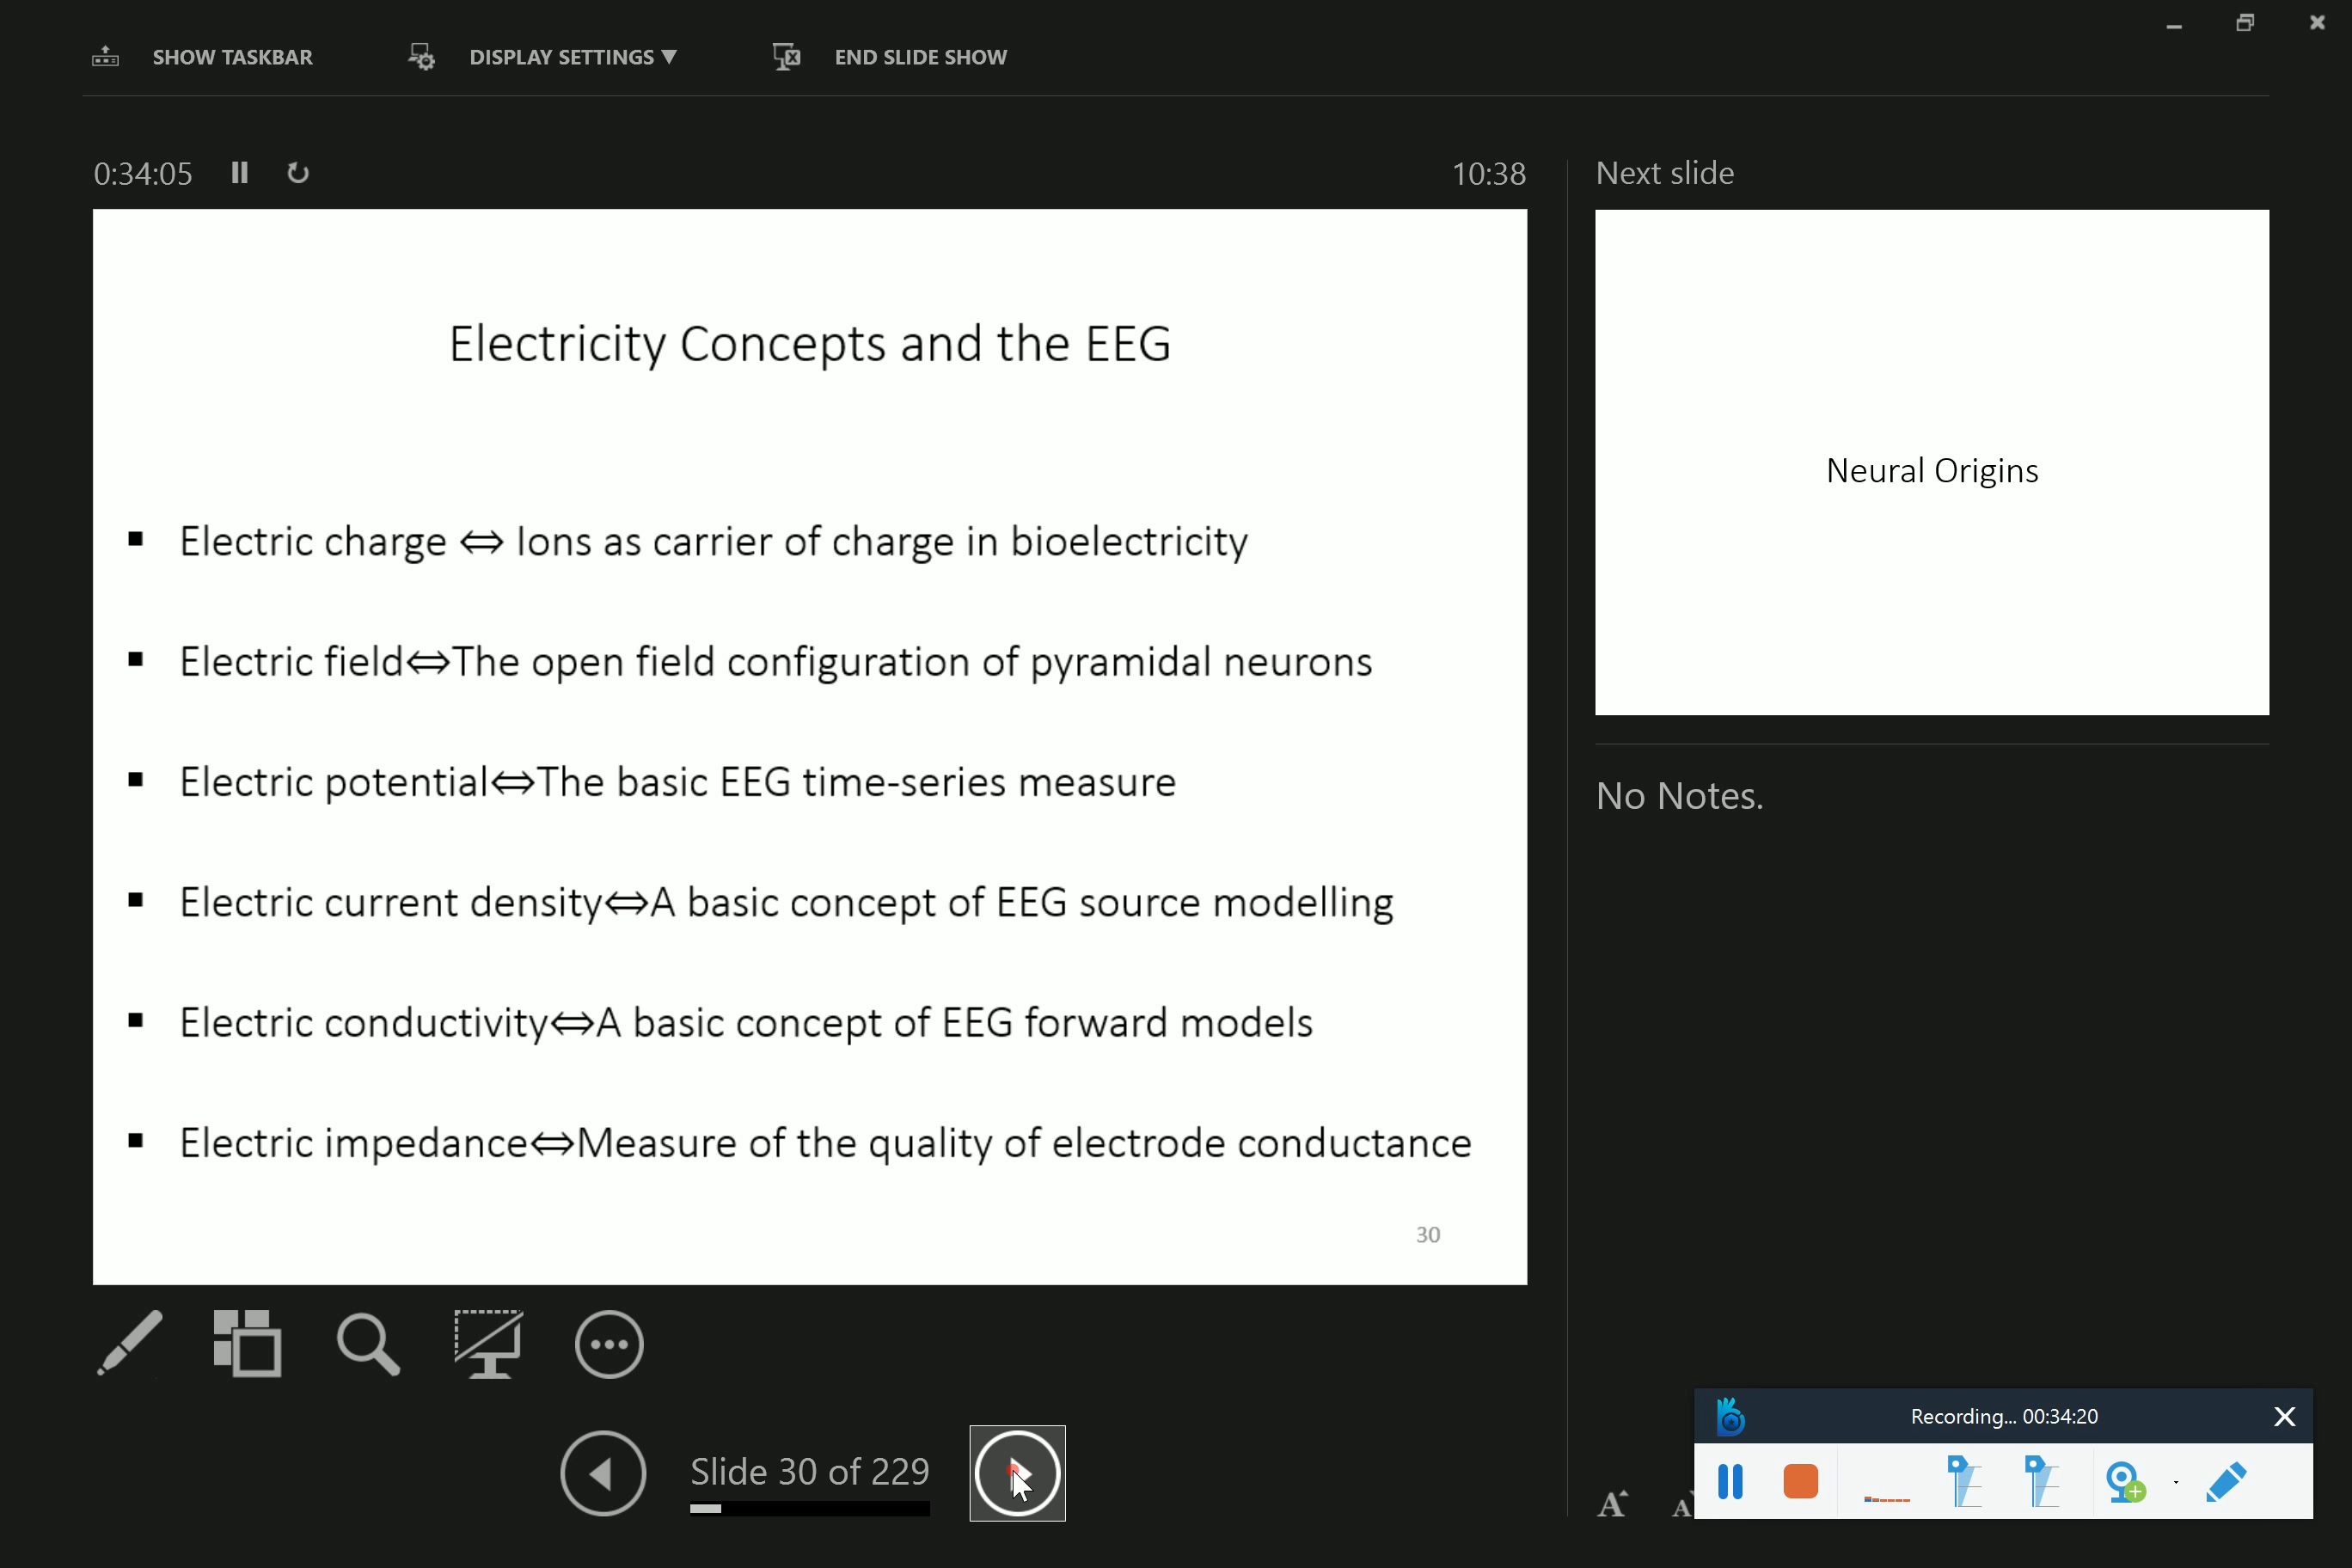 SHOW TASKBAR
DISPLAY SETTINGS ▼
END SLIDE SHOW
0:34:05
10:38
Electricity Concepts and the EEG
▪ Electric charge ⇔ Ions as carrier of charge in bioelectricity
▪ Electric field⇔The open field configuration of pyramidal neurons
▪ Electric potential⇔The basic EEG time-series measure
▪ Electric current density⇔A basic concept of EEG source modelling
▪ Electric conductivity⇔A basic concept of EEG forward models
▪ Electric impedance⇔Measure of the quality of electrode conductance
30
Slide 30 of 229
Next slide
Neural Origins
No Notes.
A A
Recording... 00:34:20